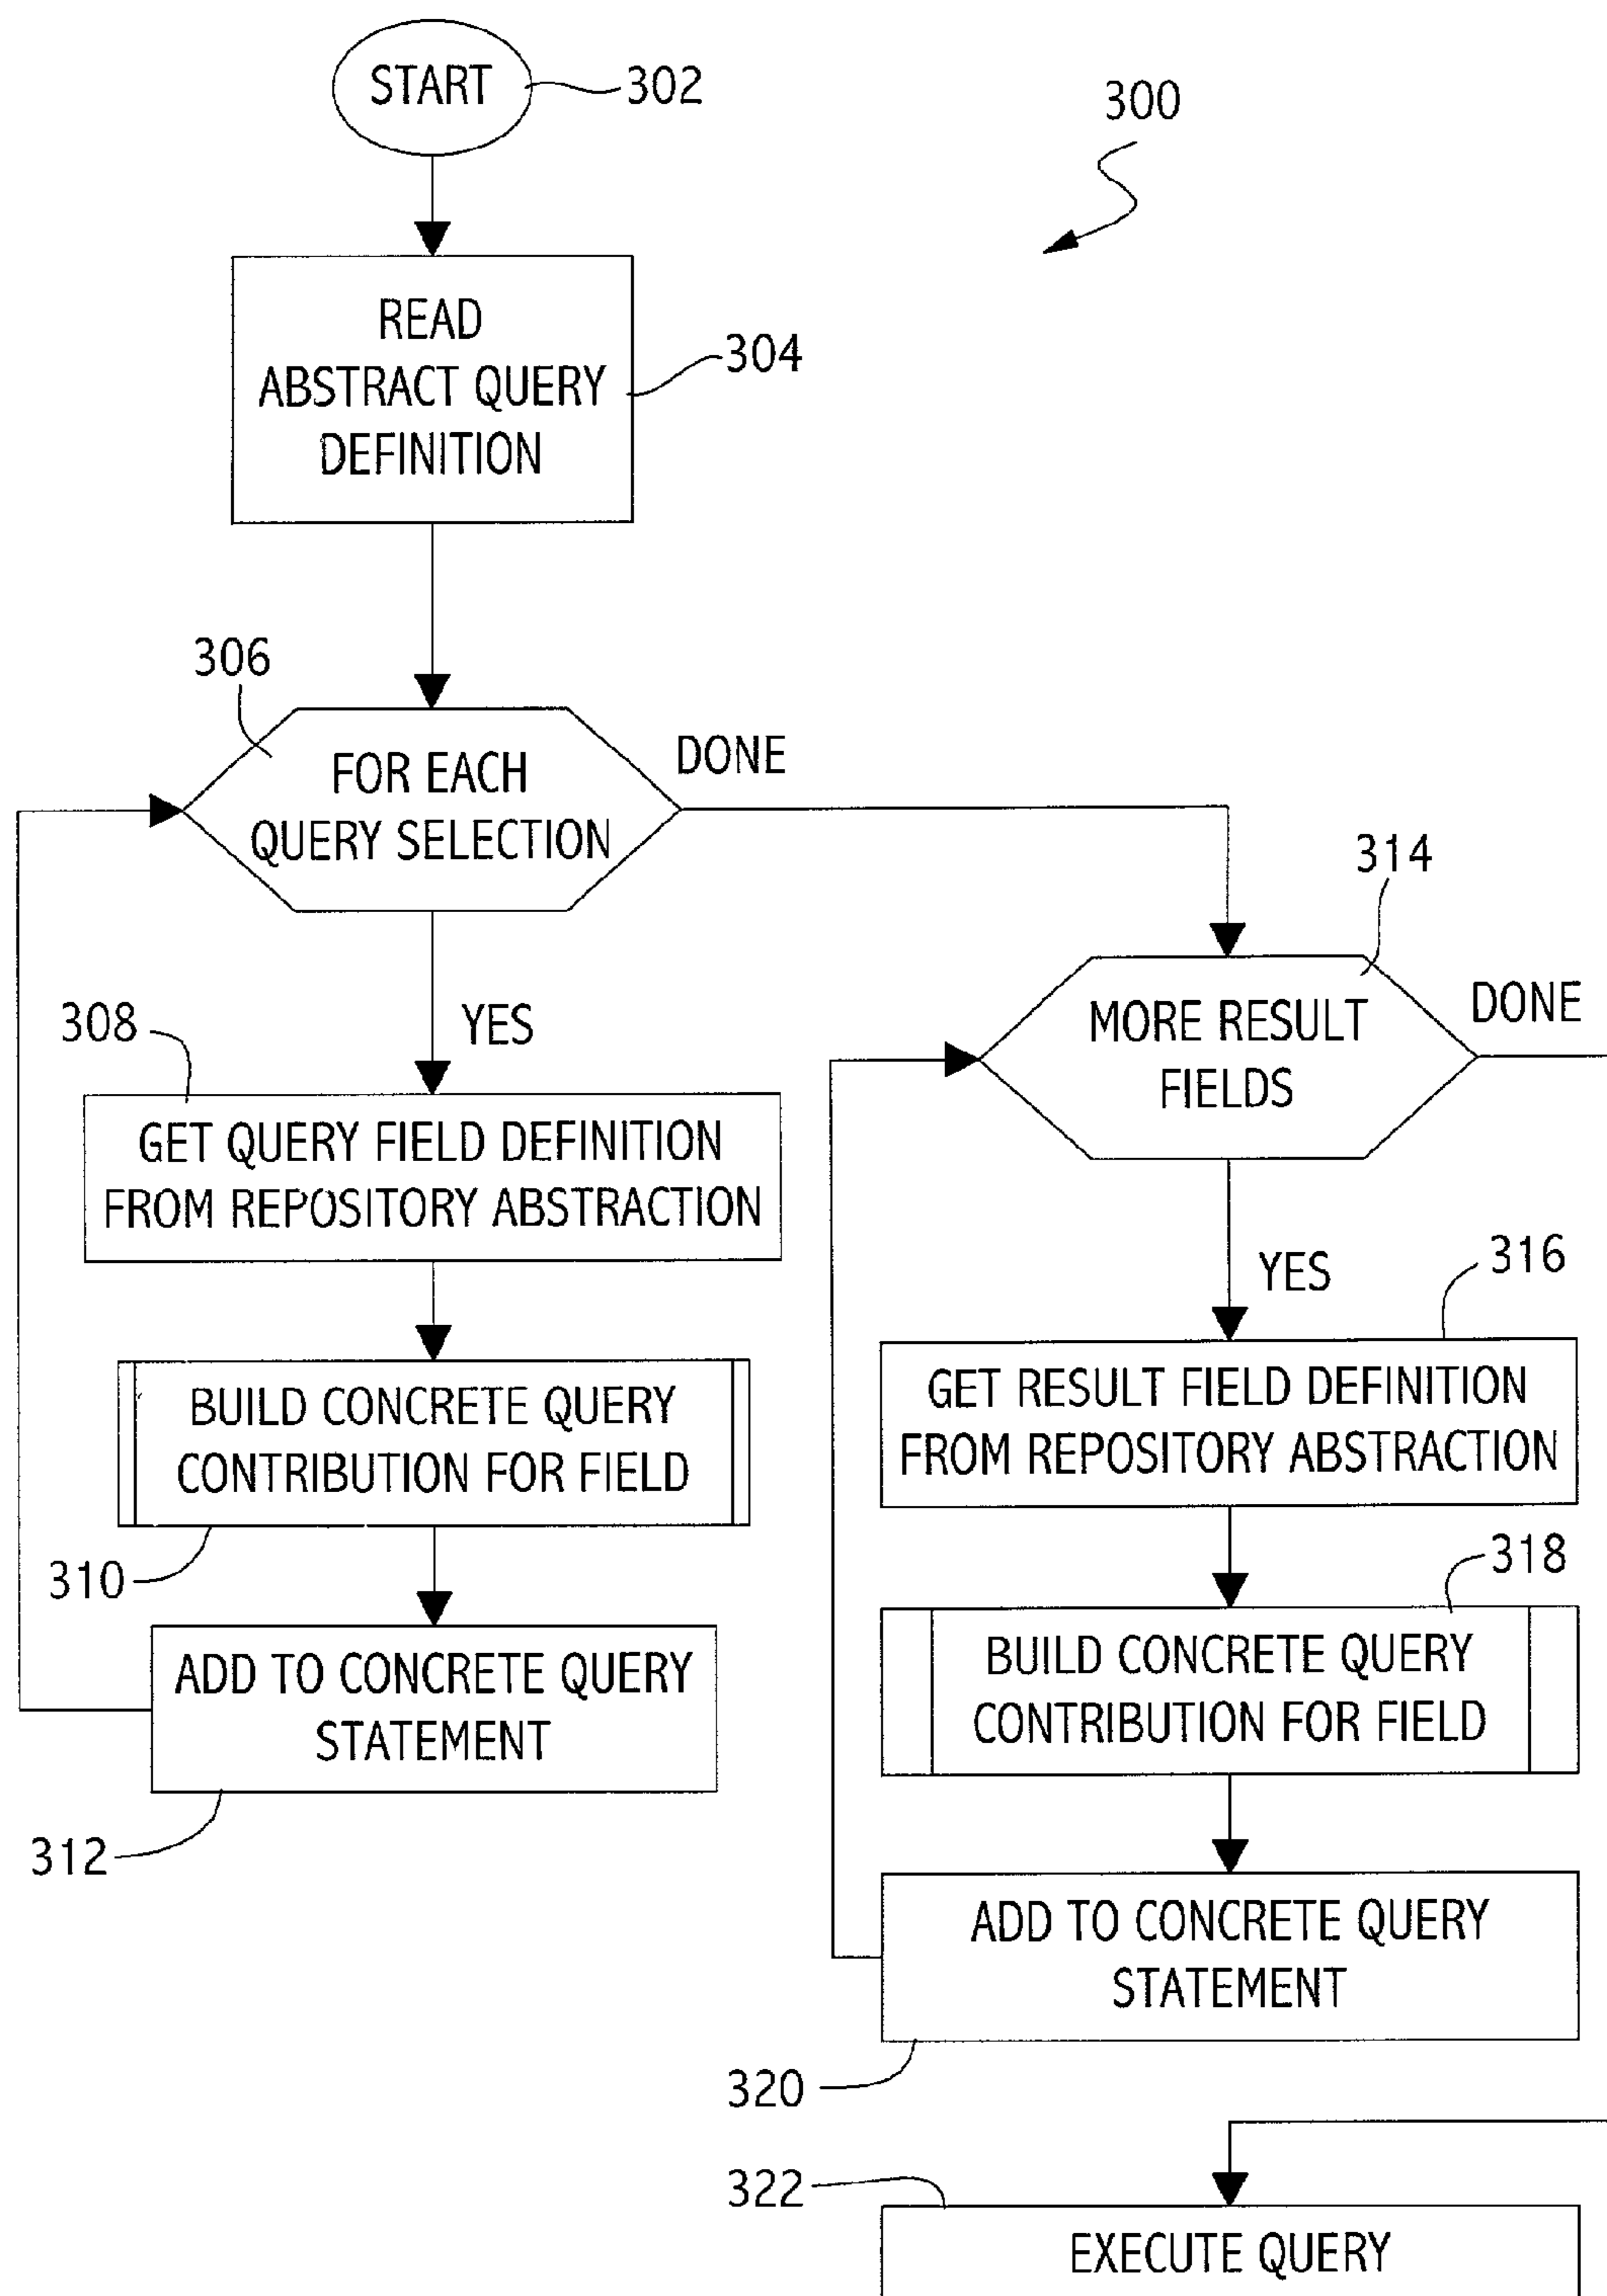 START
302
300
READ
ABSTRACT QUERY
DEFINITION
304
306
FOR EACH
QUERY SELECTION
DONE
314
MORE RESULT
FIELDS
DONE
308
YES
GET QUERY FIELD DEFINITION
FROM REPOSITORY ABSTRACTION
YES
316
GET RESULT FIELD DEFINITION
FROM REPOSITORY ABSTRACTION
BUILD CONCRETE QUERY
CONTRIBUTION FOR FIELD
310
318
BUILD CONCRETE QUERY
CONTRIBUTION FOR FIELD
ADD TO CONCRETE QUERY
STATEMENT
312
ADD TO CONCRETE QUERY
STATEMENT
320
322
EXECUTE QUERY